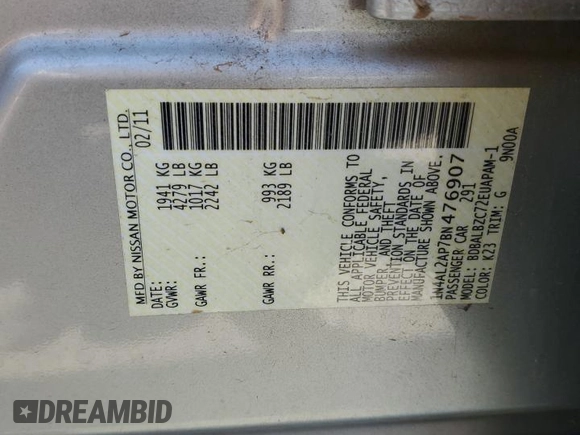 MFD BY NISSAN MOTOR CO., LTD.
DATE: 02/11
GVWR: 1941 KG
4279 LB
GAWR FR.: 1017 KG
2242 LB
GAWR RR.: 993 KG
2189 LB
THIS VEHICLE CONFORMS TO
ALL APPLICABLE FEDERAL
MOTOR VEHICLE SAFETY,
BUMPER, AND THEFT
PREVENTION STANDARDS IN
EFFECT ON THE DATE OF
MANUFACTURE SHOWN ABOVE.
1N4AL2AP7BN476907
PASSENGER CAR 291
MODEL: BDBALBZC72EUAPAM-1
COLOR: K23 TRIM: G 9N00A
DREAMBID